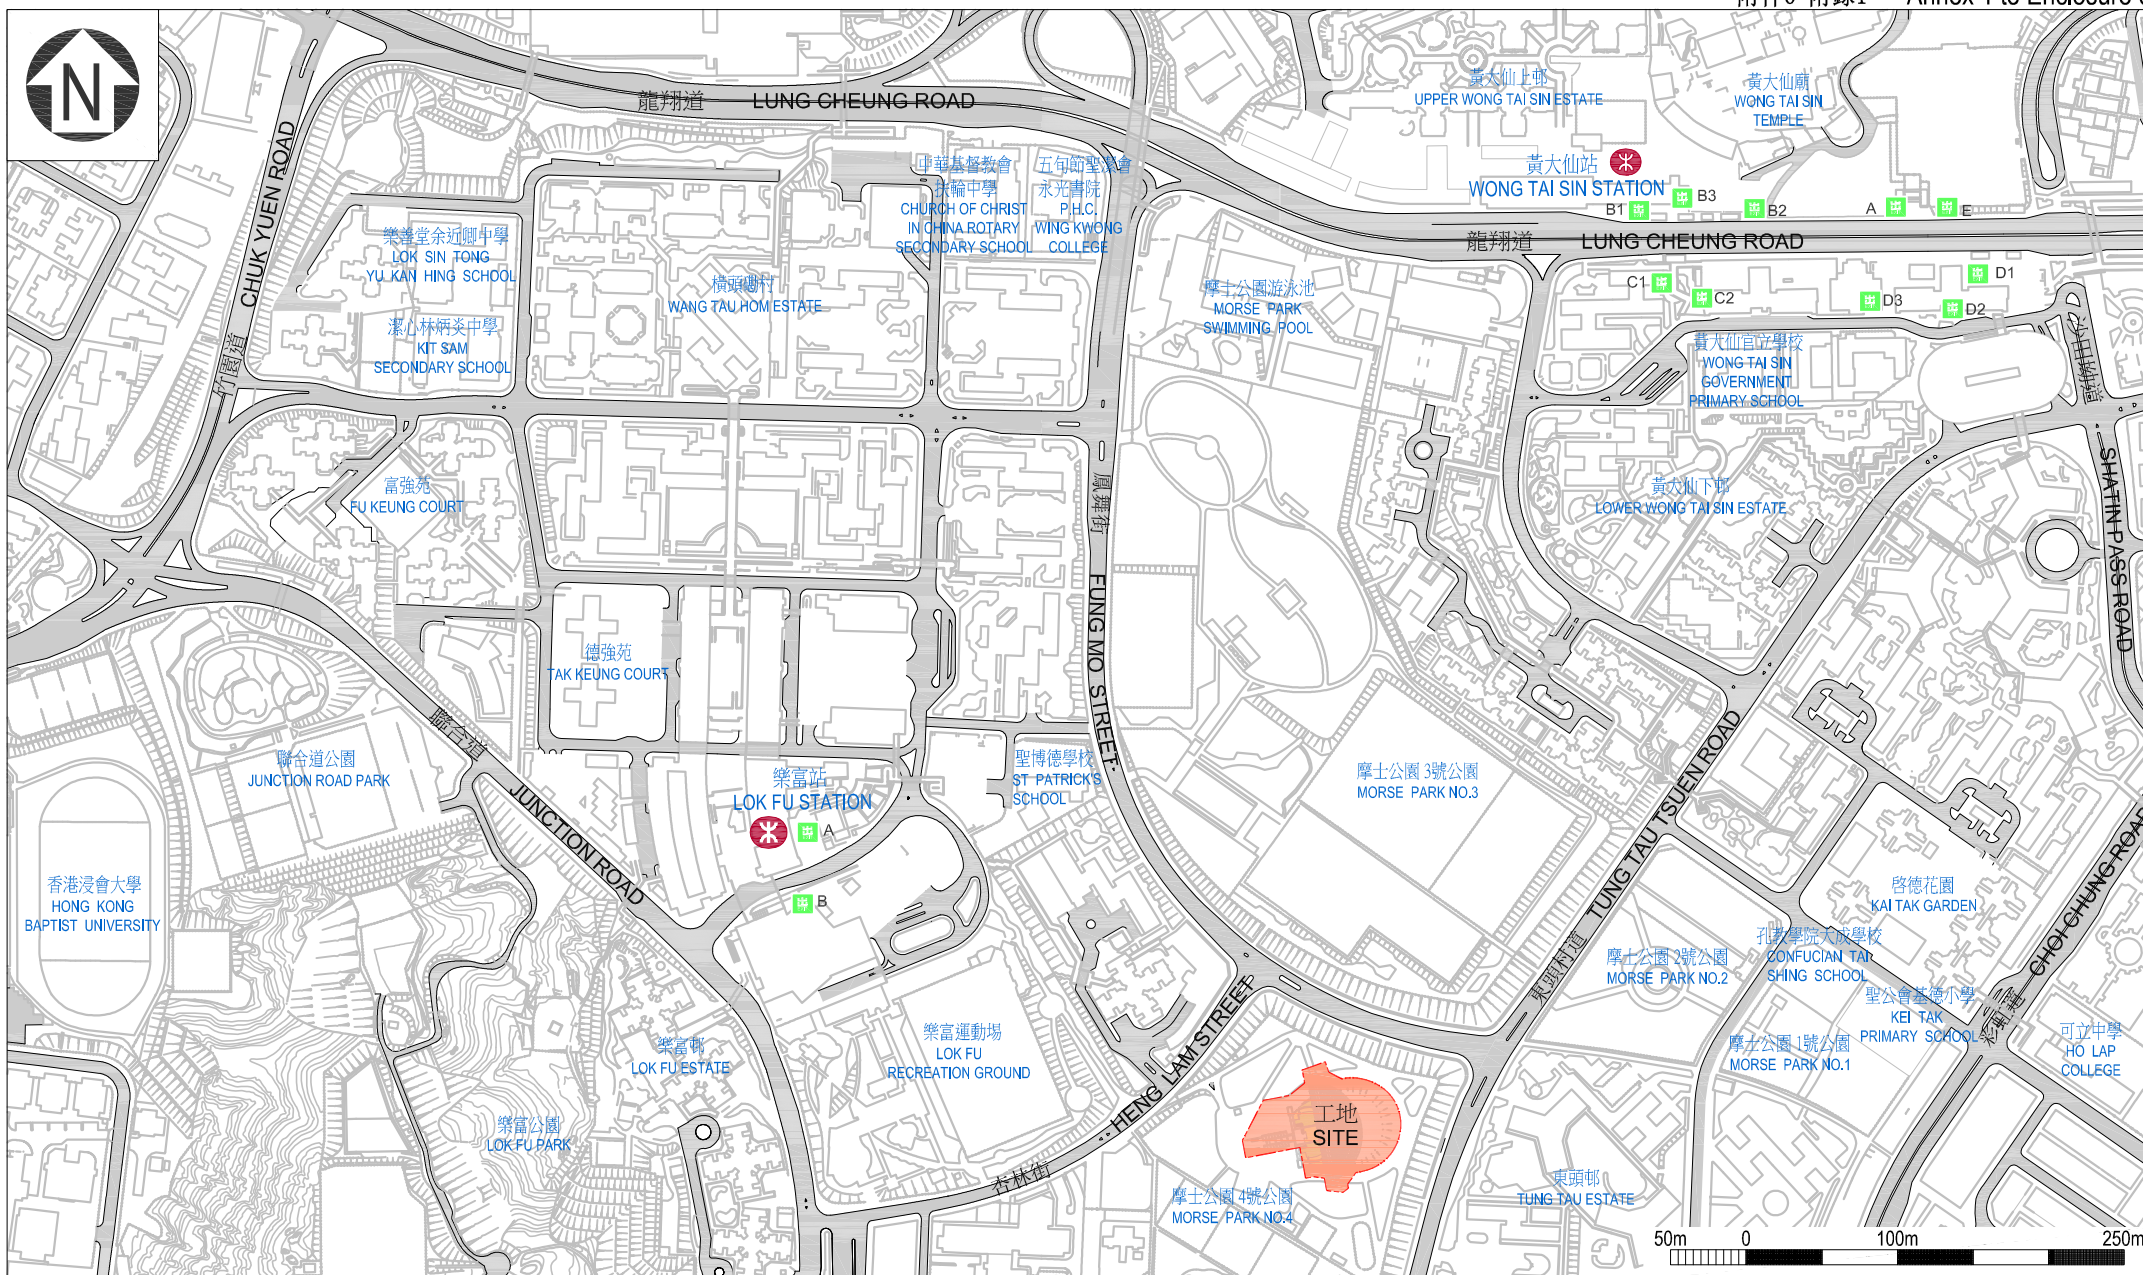 附件6 附錄1 Annex 1 to Enclosure 6
N
龍翔道 LUNG CHEUNG ROAD
黃大仙上邨
UPPER WONG TAI SIN ESTATE
黃大仙廟
WONG TAI SIN
TEMPLE
黃大仙站
WONG TAI SIN STATION
B1
B3
B2
A
E
龍翔道 LUNG CHEUNG ROAD
C1
C2
D3
D1
D2
中華基督教會
扶輪中學
CHURCH OF CHRIST
IN CHINA ROTARY
SECONDARY SCHOOL
五旬節聖潔會
永光書院
P.H.C.
WING KWONG
COLLEGE
CHUK YUEN ROAD
竹園道
樂善堂余近卿中學
LOK SIN TONG
YU KAN HING SCHOOL
橫頭磡村
WANG TAU HOM ESTATE
潔心林炳炎中學
KIT SAM
SECONDARY SCHOOL
摩士公園游泳池
MORSE PARK
SWIMMING POOL
黃大仙官立學校
WONG TAI SIN
GOVERNMENT
PRIMARY SCHOOL
沙田坳道
SHATIN PASS ROAD
富強苑
FU KEUNG COURT
鳳舞街
FUNG MO STREET
黃大仙下邨
LOWER WONG TAI SIN ESTATE
德強苑
TAK KEUNG COURT
聯合道
JUNCTION ROAD
聯合道公園
JUNCTION ROAD PARK
樂富站
LOK FU STATION
A
B
聖博德學校
ST PATRICK'S
SCHOOL
摩士公園 3號公園
MORSE PARK NO.3
東頭村道 TUNG TAU TSUEN ROAD
香港浸會大學
HONG KONG
BAPTIST UNIVERSITY
啓德花園
KAI TAK GARDEN
彩虹道
CHOI CHUNG ROAD
摩士公園 2號公園
MORSE PARK NO.2
孔教學院大成學校
CONFUCIAN TAI
SHING SCHOOL
聖公會基德小學
KEI TAK
PRIMARY SCHOOL
摩士公園 1號公園
MORSE PARK NO.1
可立中學
HO LAP
COLLEGE
樂富邨
LOK FU ESTATE
樂富運動場
LOK FU
RECREATION GROUND
HENG LAM STREET
杏林街
樂富公園
LOK FU PARK
工地
SITE
摩士公園 4號公園
MORSE PARK NO.4
東頭邨
TUNG TAU ESTATE
50m 0 100m 250m